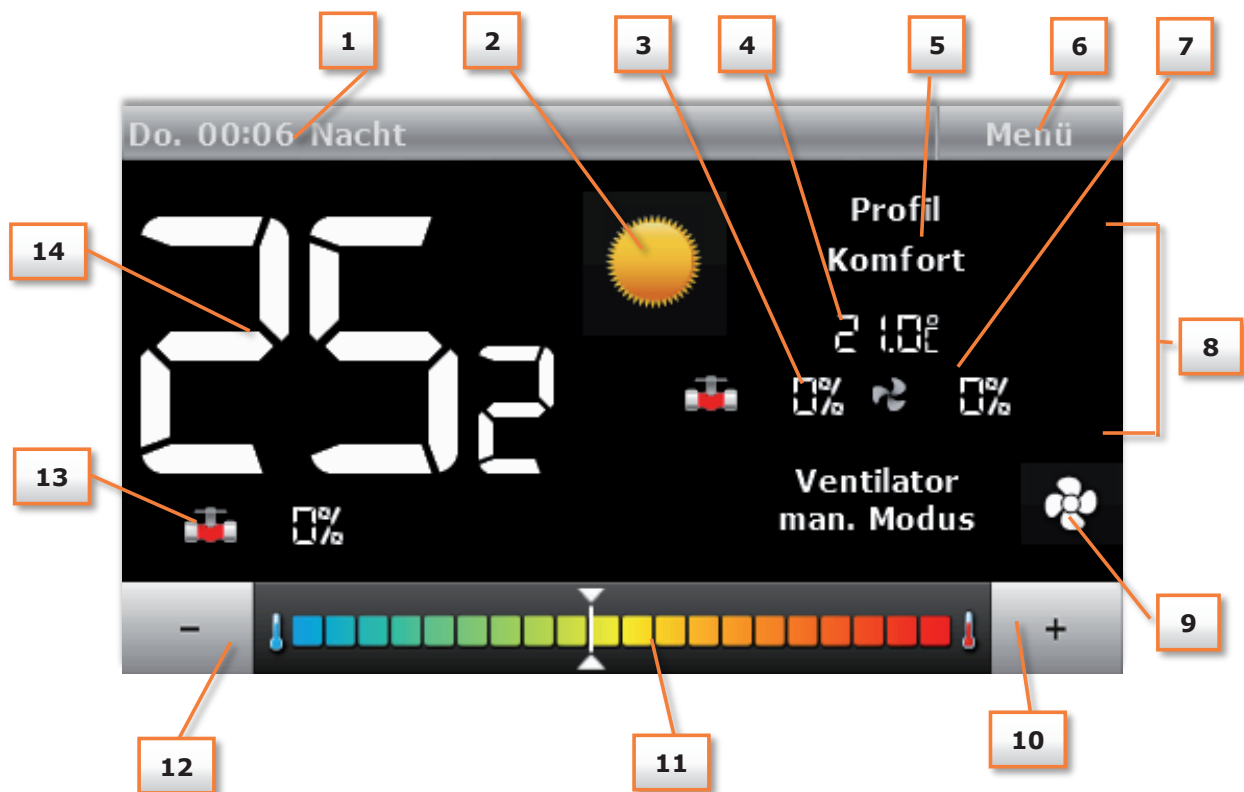 1 2 3 4 5 6 7
Do. 00:06 Nacht Menü
Profil
Komfort
14
25 2
21.0°C
8
0% 0%
13
Ventilator
man. Modus
0%
9
- +
10
12
11